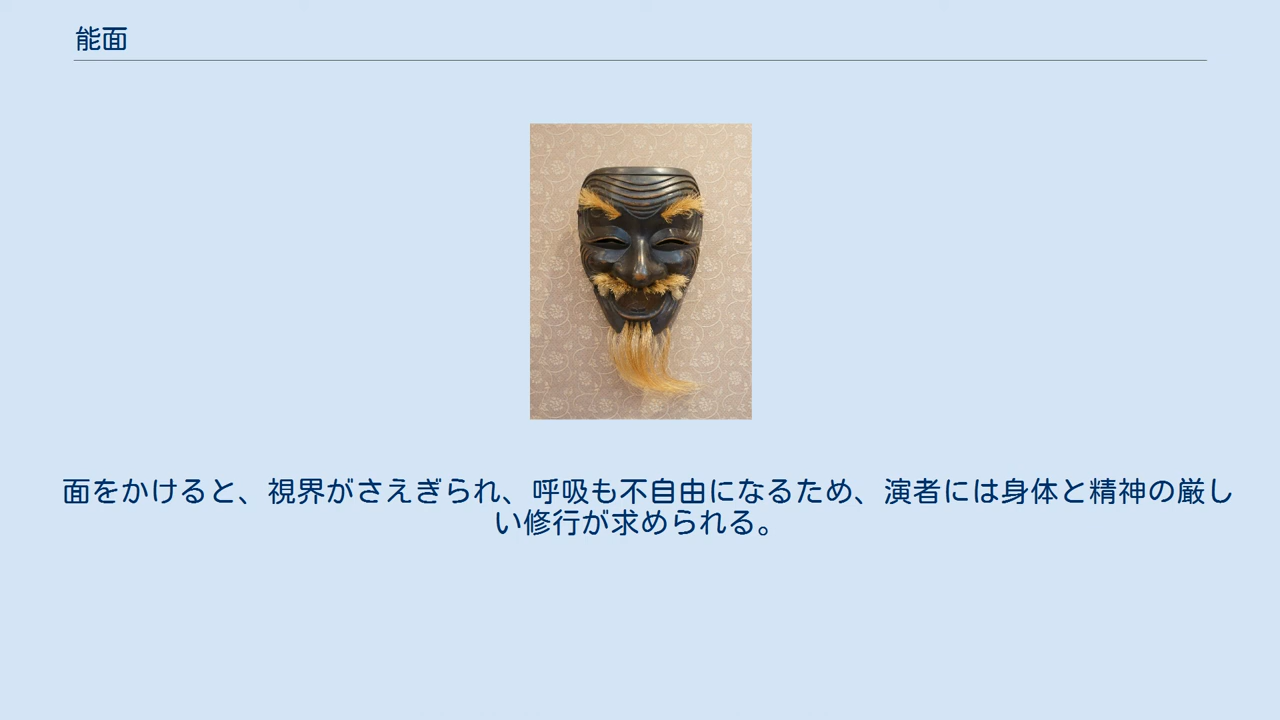 能面
面をかけると、視界がさえぎられ、呼吸も不自由になるため、演者には身体と精神の厳し
い修行が求められる。